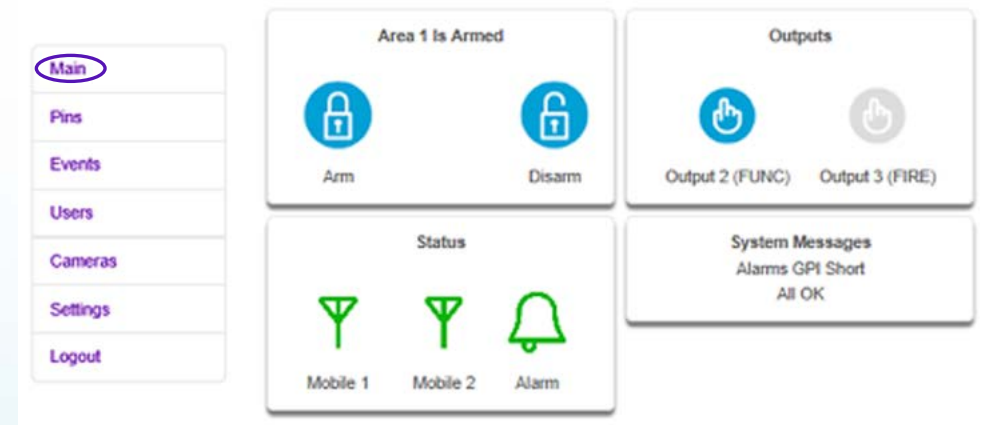 Main
Pins
Events
Users
Cameras
Settings
Logout
Area 1 Is Armed
Arm
Disarm
Outputs
Output 2 (FUNC)
Output 3 (FIRE)
Status
Mobile 1
Mobile 2
Alarm
System Messages
Alarms GPI Short
All OK